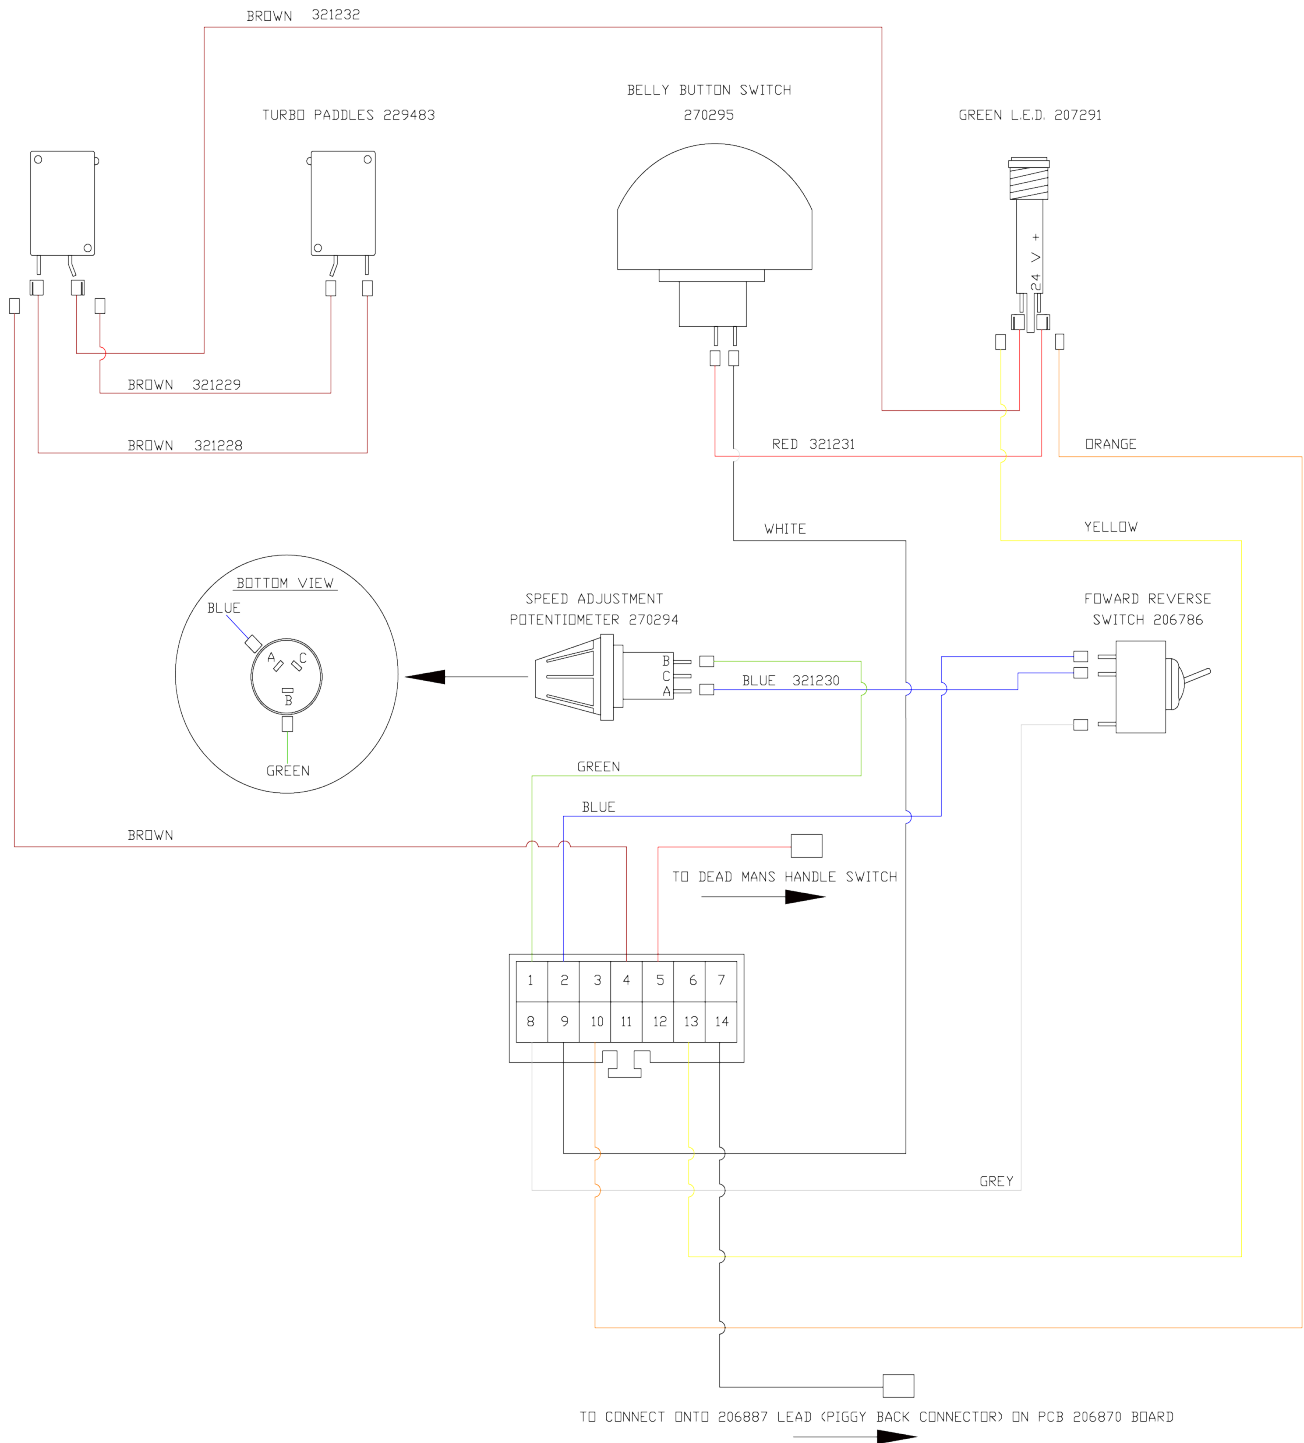 BROWN 321232
BELLY BUTTON SWITCH
270295
TURBO PADDLES 229483
GREEN L.E.D. 207291
24 V +
BROWN 321229
BROWN 321228
RED 321231
ORANGE
WHITE
YELLOW
BOTTOM VIEW
BLUE
A C
B
GREEN
SPEED ADJUSTMENT
POTENTIOMETER 270294
B
C
A
BLUE 321230
FOWARD REVERSE
SWITCH 206786
GREEN
BLUE
BROWN
TO DEAD MANS HANDLE SWITCH
1 2 3 4 5 6 7
8 9 10 11 12 13 14
GREY
TO CONNECT ONTO 206887 LEAD (PIGGY BACK CONNECTOR) ON PCB 206870 BOARD